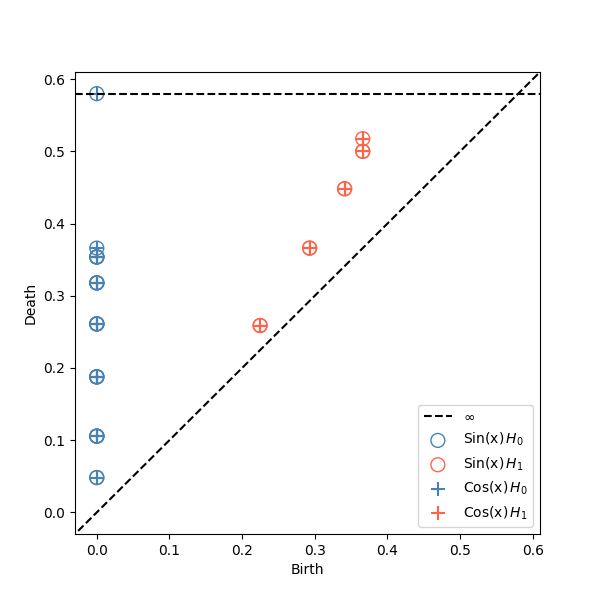 0.6
0.5
0.4
0.3
0.2
0.1
0.0
Death
0.0 0.1 0.2 0.3 0.4 0.5 0.6
Birth
∞
Sin(x) H₀
Sin(x) H₁
Cos(x) H₀
Cos(x) H₁